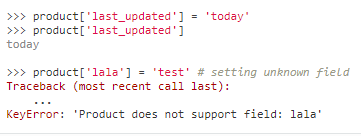 >>> product['last_updated'] = 'today'
>>> product['last_updated']
today
>>> product['lala'] = 'test' # setting unknown field
Traceback (most recent call last):
    ...
KeyError: 'Product does not support field: lala'